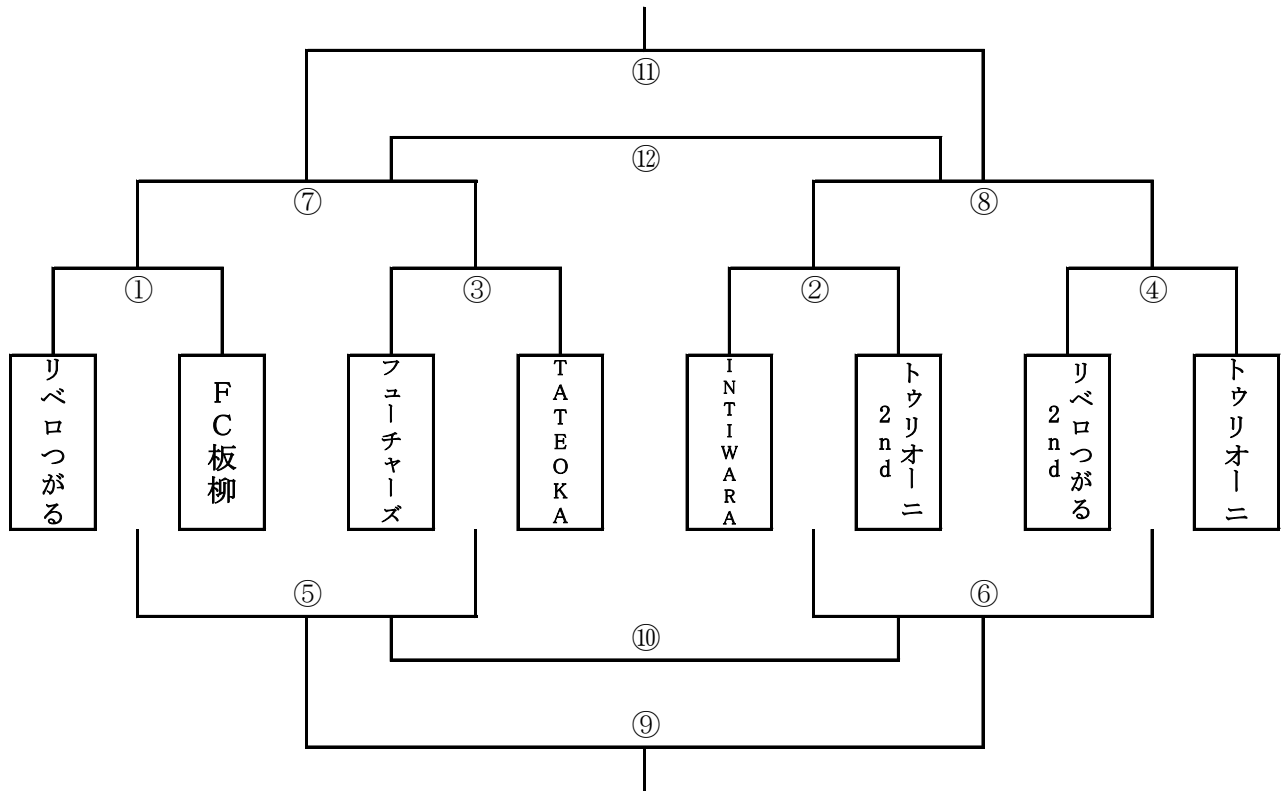 ⑪
⑫
⑦
⑧
①
③
②
④
リベロつがる
ＦＣ板柳
フューチャーズ
TATEOKA
INTIWARA
トゥリオーニ
2nd
リベロつがる
2nd
トゥリオーニ
⑤
⑥
⑩
⑨